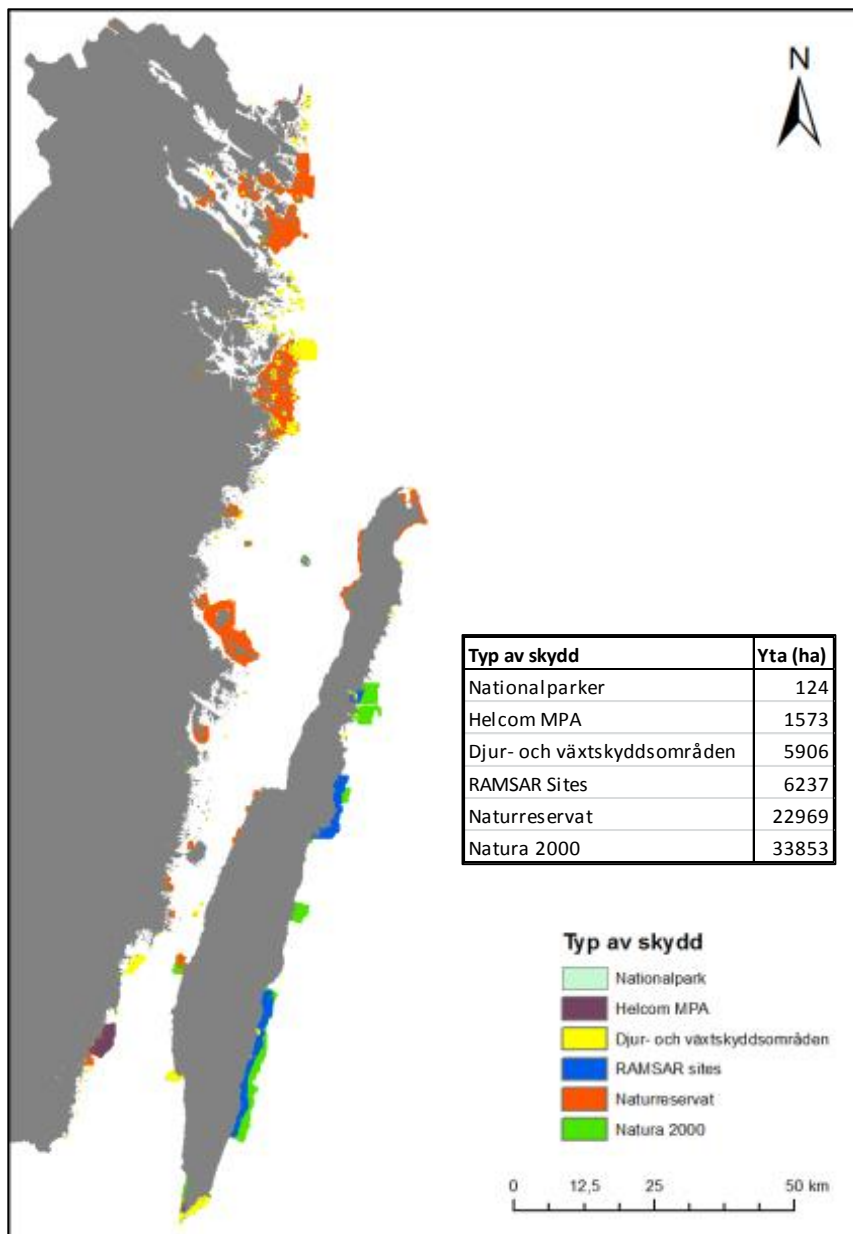 N
Typ av skydd Yta (ha)
Nationalparker 124
Helcom MPA 1573
Djur- och växtskyddsområden 5906
RAMSAR Sites 6237
Naturreservat 22969
Natura 2000 33853
Typ av skydd
Nationalpark
Helcom MPA
Djur- och växtskyddsområden
RAMSAR sites
Naturreservat
Natura 2000
0 12,5 25 50 km